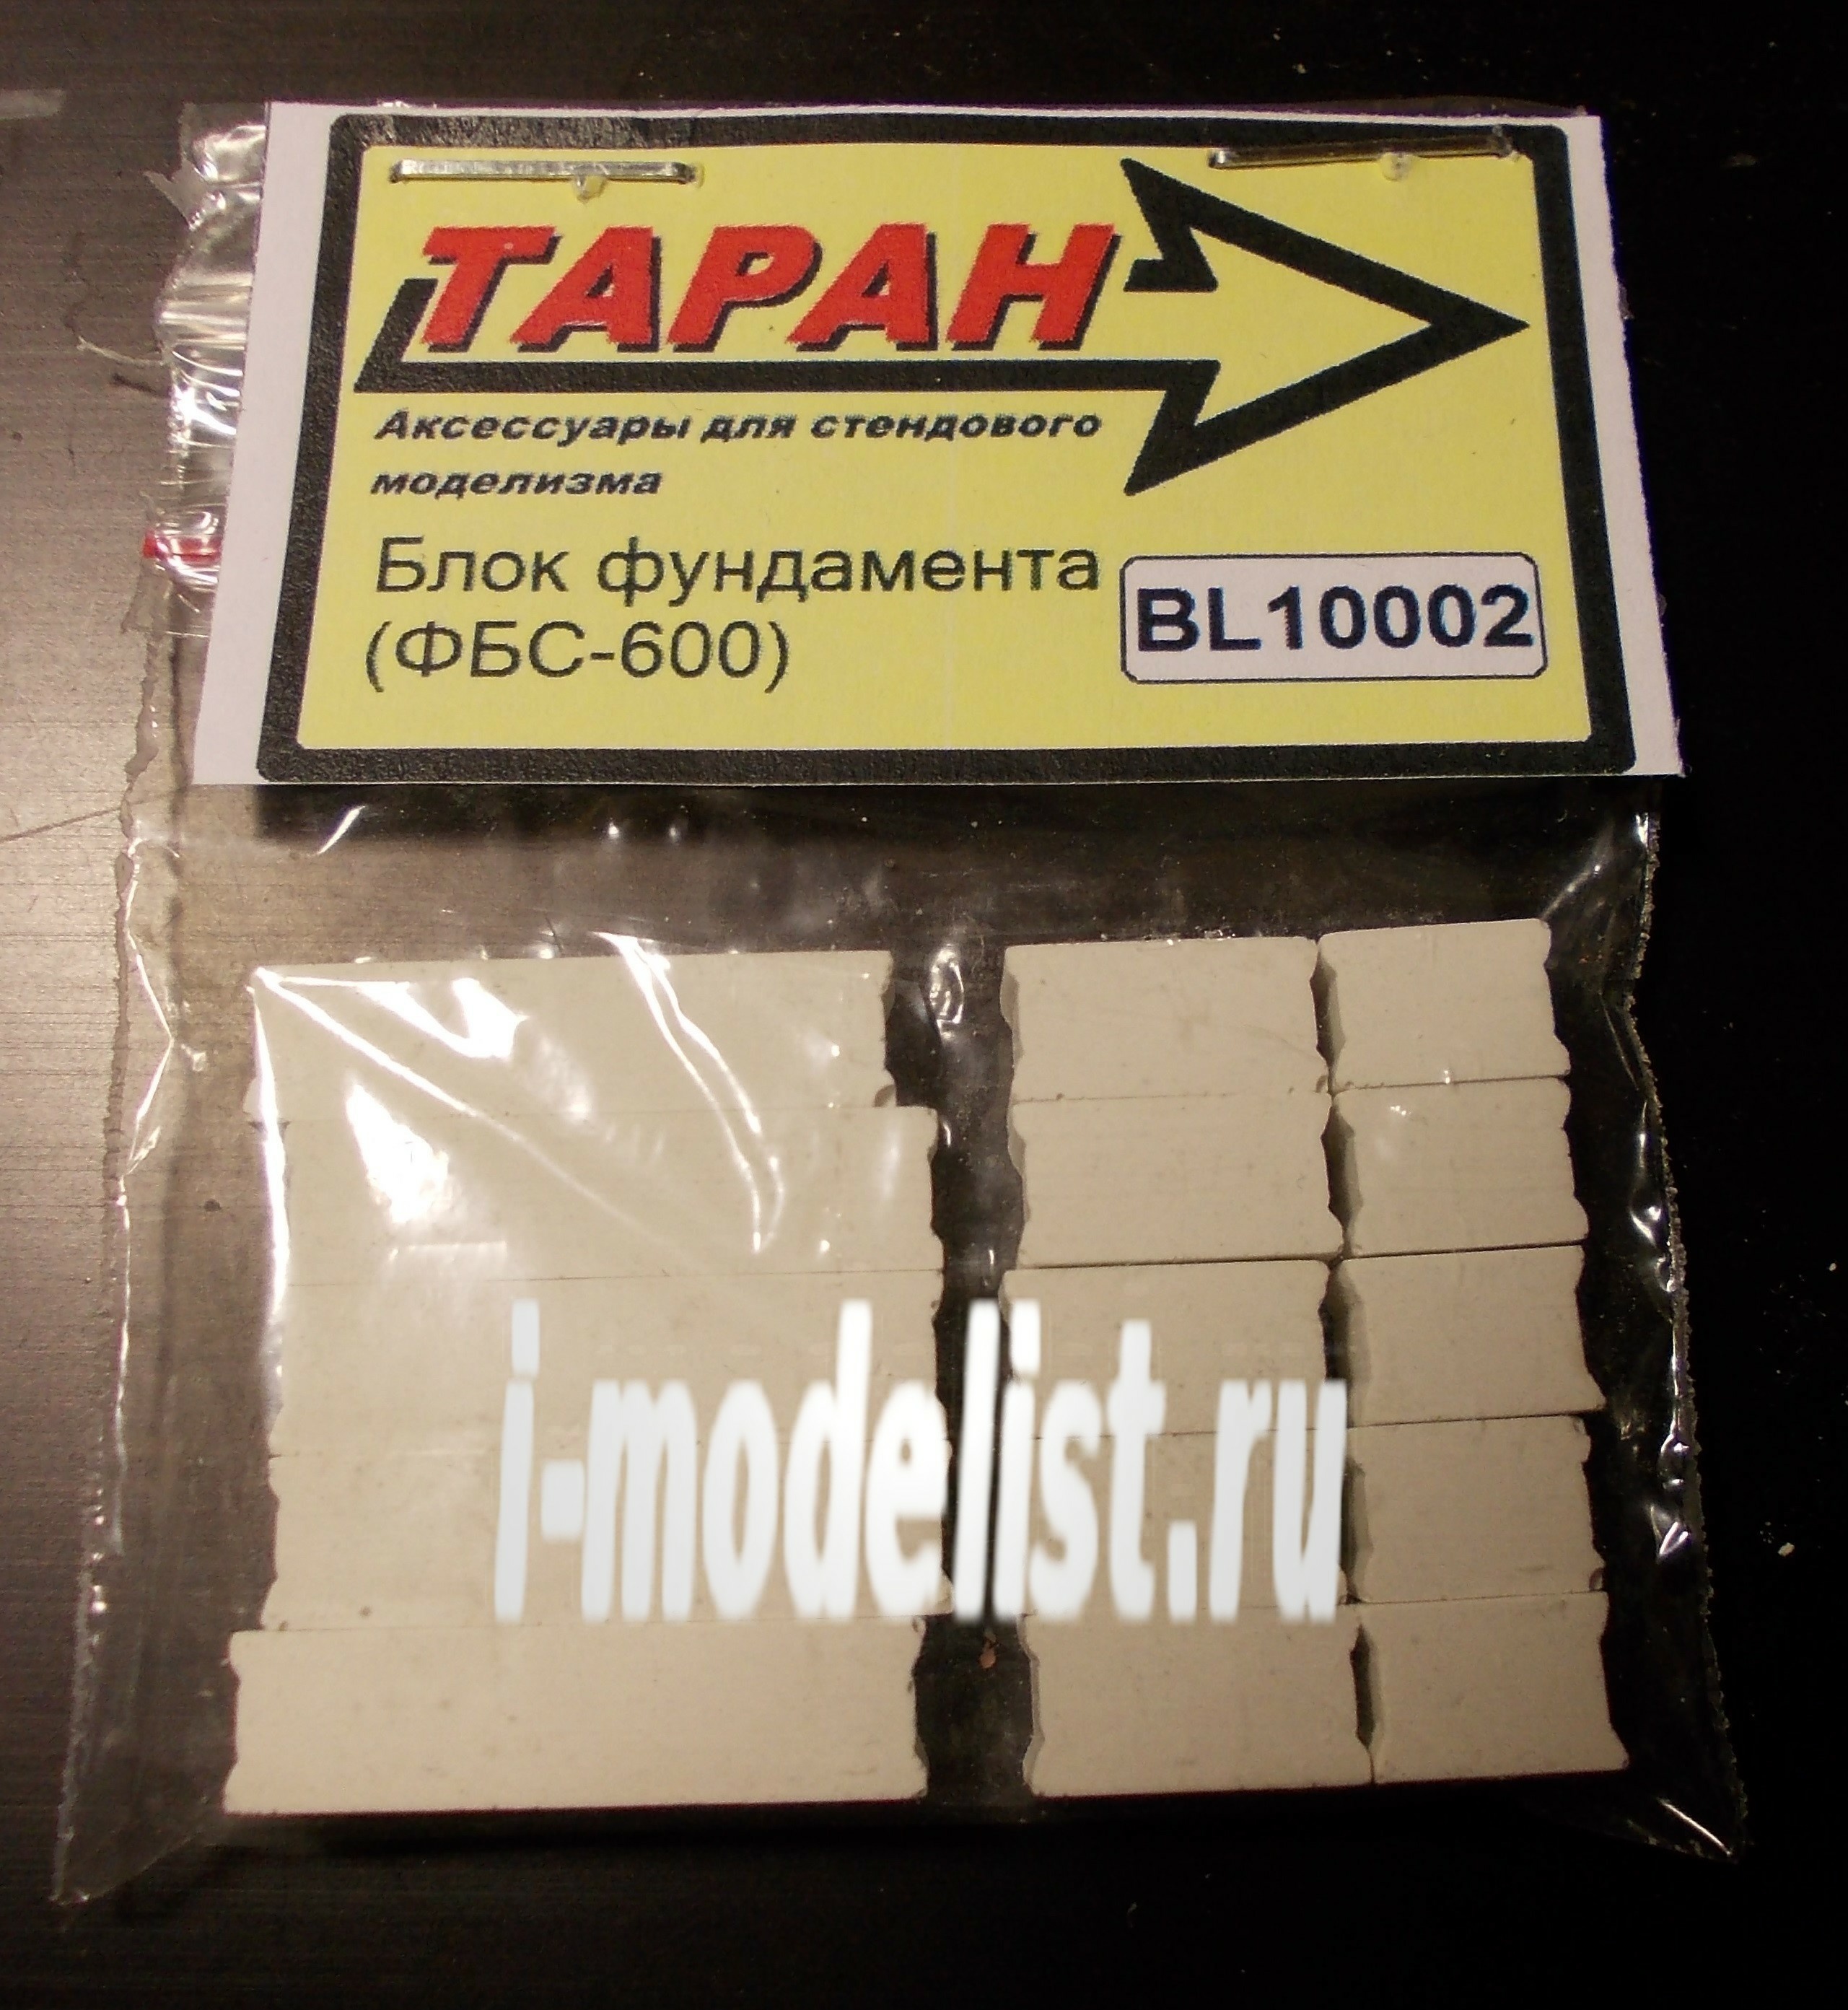 ТАРАН
Аксессуары для стендового
моделизма
Блок фундамента
(ФБС-600)
BL10002
i-modelist.ru